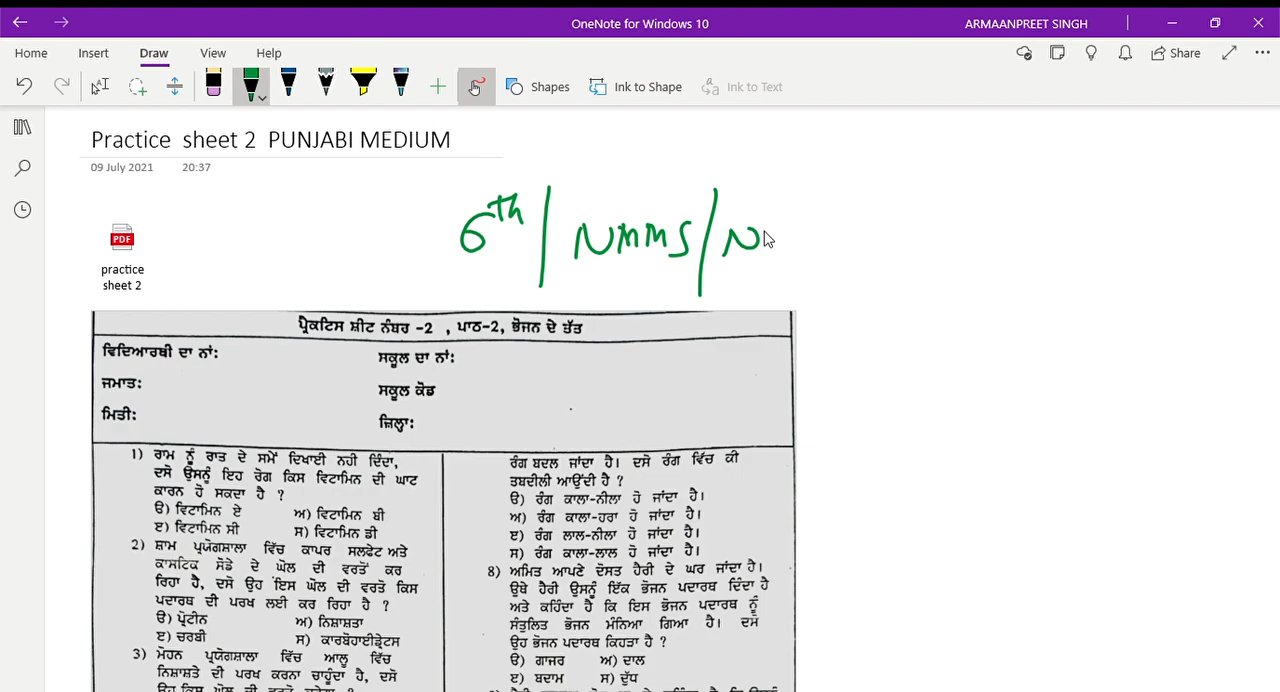 OneNote for Windows 10
ARMAANPREET SINGH
Home Insert Draw View Help
Share
Shapes Ink to Shape Ink to Text
Practice sheet 2 PUNJABI MEDIUM
09 July 2021 20:37
6th / NMMS / N
PDF
practice
sheet 2
ਪ੍ਰੈਕਟਿਸ ਸ਼ੀਟ ਨੰਬਰ -2 , ਪਾਠ-2, ਭੋਜਨ ਦੇ ਤੱਤ
ਵਿਦਿਆਰਥੀ ਦਾ ਨਾਂ:
ਸਕੂਲ ਦਾ ਨਾਂ:
ਜਮਾਤ:
ਸਕੂਲ ਕੋਡ
ਮਿਤੀ:
ਜ਼ਿਲ੍ਹਾ:
1) ਰਾਮ ਨੂੰ ਰਾਤ ਦੇ ਸਮੇਂ ਦਿਖਾਈ ਨਹੀ ਦਿੰਦਾ,
ਦਸੋ ਉਸਨੂੰ ਇਹ ਰੋਗ ਕਿਸ ਵਿਟਾਮਿਨ ਦੀ ਘਾਟ
ਕਾਰਨ ਹੋ ਸਕਦਾ ਹੈ ?
ੳ) ਵਿਟਾਮਿਨ ਏ ਅ) ਵਿਟਾਮਿਨ ਬੀ
ੲ) ਵਿਟਾਮਿਨ ਸੀ ਸ) ਵਿਟਾਮਿਨ ਡੀ
2) ਸ਼ਾਮ ਪ੍ਰਯੋਗਸ਼ਾਲਾ ਵਿੱਚ ਕਾਪਰ ਸਲਫੇਟ ਅਤੇ
ਕਾਸਟਿਕ ਸੋਡੇ ਦੇ ਘੋਲ ਦੀ ਵਰਤੋਂ ਕਰ
ਰਿਹਾ ਹੈ, ਦਸੋ ਉਹ ਇਸ ਘੋਲ ਦੀ ਵਰਤੋ ਕਿਸ
ਪਦਾਰਥ ਦੀ ਪਰਖ ਲਈ ਕਰ ਰਿਹਾ ਹੈ ?
ੳ) ਪ੍ਰੋਟੀਨ ਅ) ਨਿਸ਼ਾਸ਼ਤਾ
ੲ) ਚਰਬੀ ਸ) ਕਾਰਬੋਹਾਈਡ੍ਰੇਟਸ
3) ਮੋਹਨ ਪ੍ਰਯੋਗਸ਼ਾਲਾ ਵਿੱਚ ਆਲੂ ਵਿੱਚ
ਨਿਸ਼ਾਸ਼ਤੇ ਦੀ ਪਰਖ ਕਰਨਾ ਚਾਹੁੰਦਾ ਹੈ, ਦਸੋ
ਰੰਗ ਬਦਲ ਜਾਂਦਾ ਹੈ। ਦਸੋ ਰੰਗ ਵਿੱਚ ਕੀ
ਤਬਦੀਲੀ ਆਉਂਦੀ ਹੈ ?
ੳ) ਰੰਗ ਕਾਲਾ-ਨੀਲਾ ਹੋ ਜਾਂਦਾ ਹੈ।
ਅ) ਰੰਗ ਕਾਲਾ-ਹਰਾ ਹੋ ਜਾਂਦਾ ਹੈ।
ੲ) ਰੰਗ ਲਾਲ-ਨੀਲਾ ਹੋ ਜਾਂਦਾ ਹੈ।
ਸ) ਰੰਗ ਕਾਲਾ-ਲਾਲ ਹੋ ਜਾਂਦਾ ਹੈ।
8) ਅਮਿਤ ਆਪਣੇ ਦੋਸਤ ਹੈਰੀ ਦੇ ਘਰ ਜਾਂਦਾ ਹੈ।
ਉਥੇ ਹੈਰੀ ਉਸਨੂੰ ਇੱਕ ਭੋਜਨ ਪਦਾਰਥ ਦਿੰਦਾ ਹੈ
ਅਤੇ ਕਹਿੰਦਾ ਹੈ ਕਿ ਇਸ ਭੋਜਨ ਪਦਾਰਥ ਨੂੰ
ਸੰਤੁਲਿਤ ਭੋਜਨ ਮੰਨਿਆ ਗਿਆ ਹੈ। ਦਸੋ
ਉਹ ਭੋਜਨ ਪਦਾਰਥ ਕਿਹੜਾ ਹੈ ?
ੳ) ਗਾਜਰ ਅ) ਦਾਲ
ੲ) ਬਦਾਮ ਸ) ਦੁੱਧ